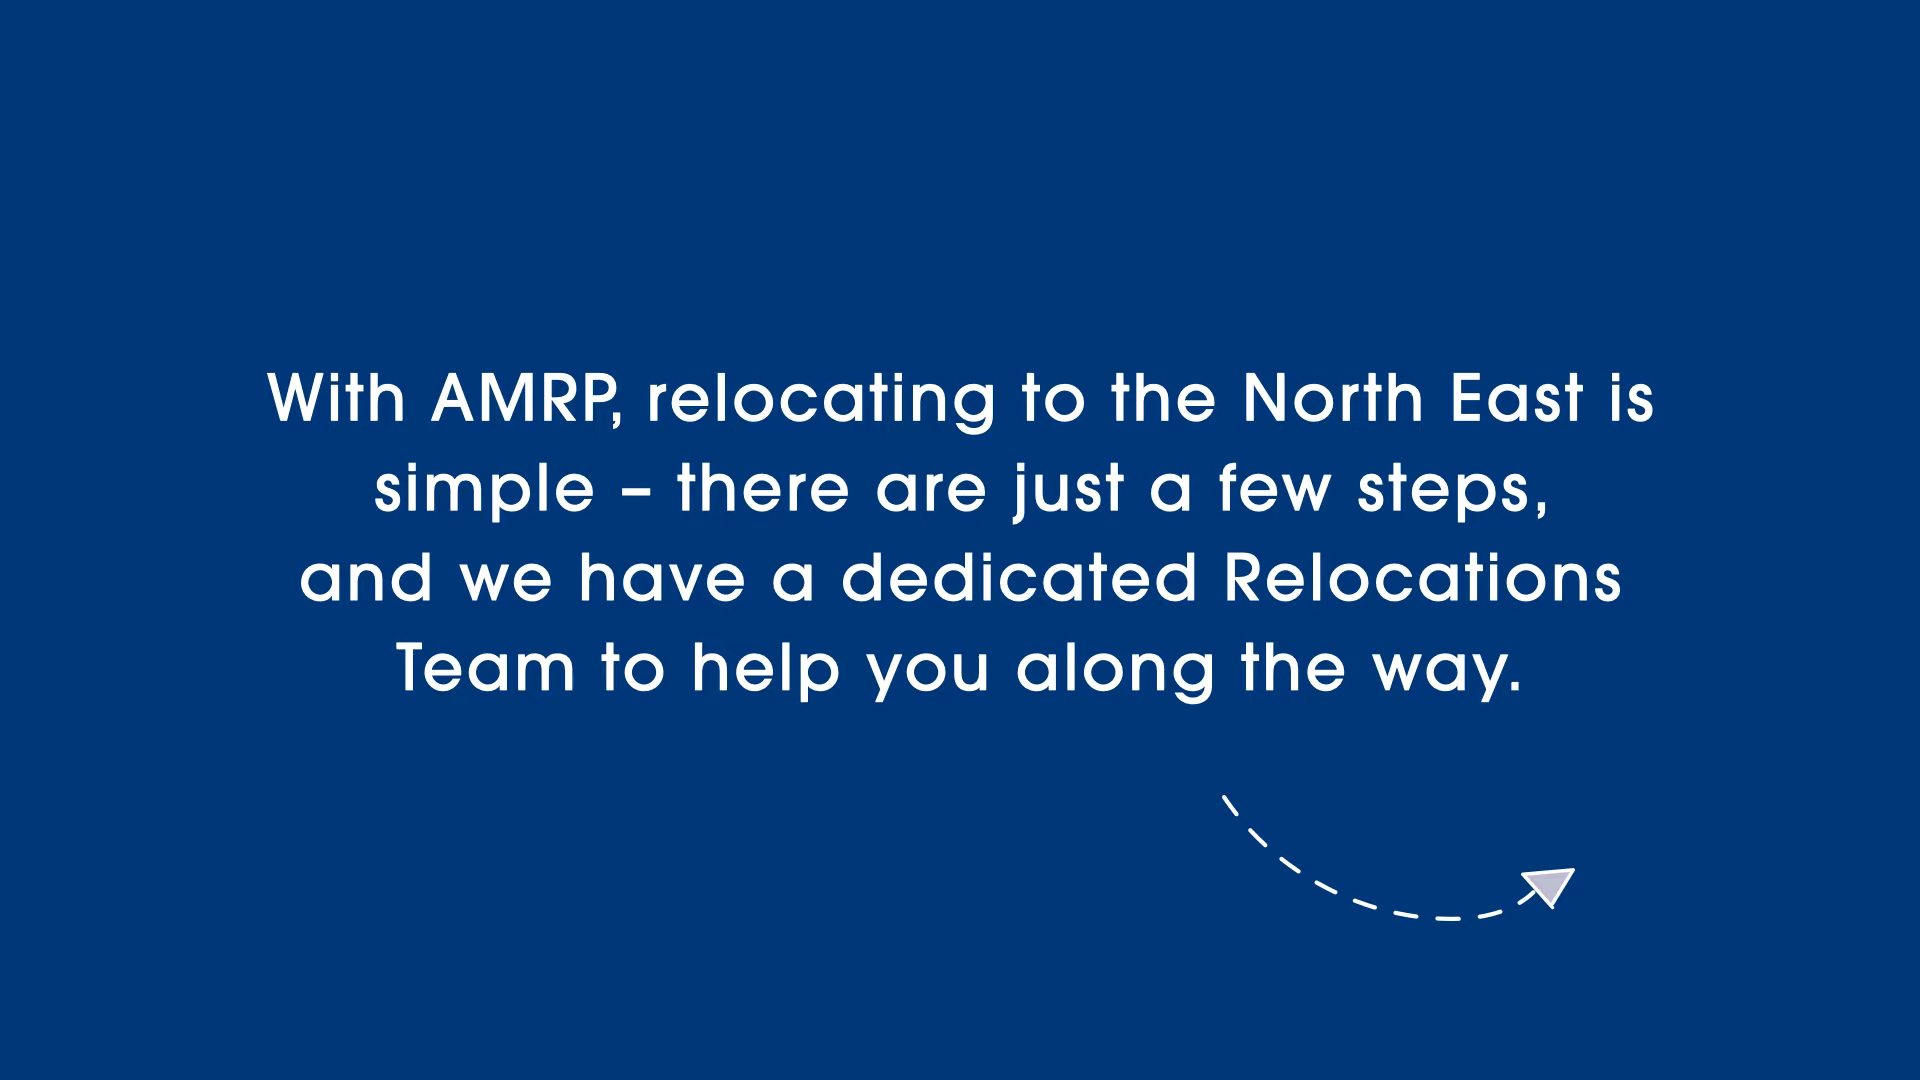 With AMRP, relocating to the North East is
simple – there are just a few steps,
and we have a dedicated Relocations
Team to help you along the way.